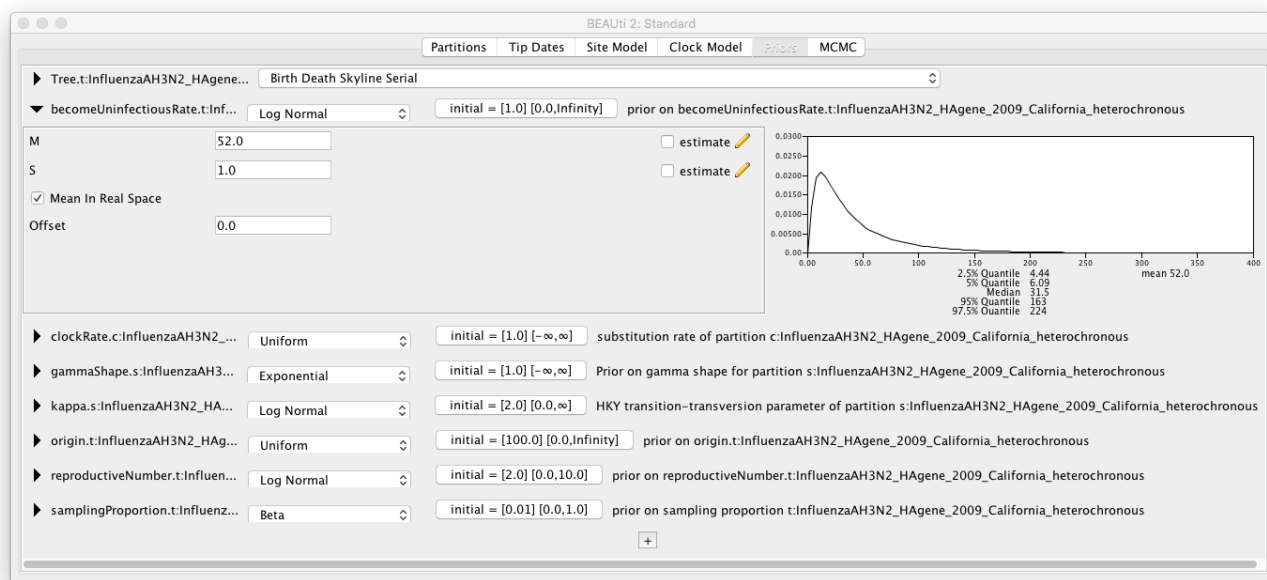 BEAUti 2: Standard
Partitions Tip Dates Site Model Clock Model Priors MCMC
Tree.t:InfluenzaAH3N2_HAgene... Birth Death Skyline Serial
becomeUninfectiousRate.t:Inf... Log Normal initial = [1.0] [0.0,Infinity] prior on becomeUninfectiousRate.t:InfluenzaAH3N2_HAgene_2009_California_heterochronous
M 52.0 estimate
S 1.0 estimate
Mean In Real Space
Offset 0.0
0.0300
0.0250
0.0200
0.0150
0.0100
0.00500
0.00
0.00 50.0 100 150 200 250 300 350 400
2.5% Quantile 4.44 mean 52.0
5% Quantile 6.09
Median 31.5
95% Quantile 163
97.5% Quantile 224
clockRate.c:InfluenzaAH3N2_... Uniform initial = [1.0] [-∞,∞] substitution rate of partition c:InfluenzaAH3N2_HAgene_2009_California_heterochronous
gammaShape.s:InfluenzaAH3... Exponential initial = [1.0] [-∞,∞] Prior on gamma shape for partition s:InfluenzaAH3N2_HAgene_2009_California_heterochronous
kappa.s:InfluenzaAH3N2_HA... Log Normal initial = [2.0] [0.0,∞] HKY transition-transversion parameter of partition s:InfluenzaAH3N2_HAgene_2009_California_heterochronous
origin.t:InfluenzaAH3N2_HAg... Uniform initial = [100.0] [0.0,Infinity] prior on origin.t:InfluenzaAH3N2_HAgene_2009_California_heterochronous
reproductiveNumber.t:Influen... Log Normal initial = [2.0] [0.0,10.0] prior on reproductiveNumber.t:InfluenzaAH3N2_HAgene_2009_California_heterochronous
samplingProportion.t:Influenz... Beta initial = [0.01] [0.0,1.0] prior on sampling proportion t:InfluenzaAH3N2_HAgene_2009_California_heterochronous
+